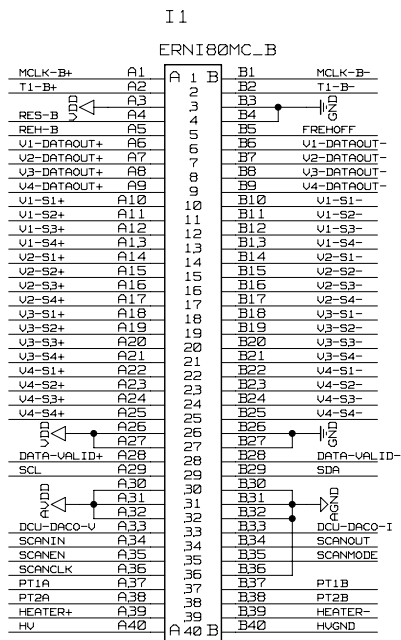 I1
ERNI80MC_B
A 1 B
MCLK-B+ A1 B1 MCLK-B-
T1-B+ A2 2 B2 T1-B-
VDD A3 3 B3 GND
RES-B A4 4 B4
REH-B A5 5 B5 FREHOFF
V1-DATAOUT+ A6 6 B6 V1-DATAOUT-
V2-DATAOUT+ A7 7 B7 V2-DATAOUT-
V3-DATAOUT+ A8 8 B8 V3-DATAOUT-
V4-DATAOUT+ A9 9 B9 V4-DATAOUT-
V1-S1+ A10 10 B10 V1-S1-
V1-S2+ A11 11 B11 V1-S2-
V1-S3+ A12 12 B12 V1-S3-
V1-S4+ A13 13 B13 V1-S4-
V2-S1+ A14 14 B14 V2-S1-
V2-S2+ A15 15 B15 V2-S2-
V2-S3+ A16 16 B16 V2-S3-
V2-S4+ A17 17 B17 V2-S4-
V3-S1+ A18 18 B18 V3-S1-
V3-S2+ A19 19 B19 V3-S2-
V3-S3+ A20 20 B20 V3-S3-
V3-S4+ A21 21 B21 V3-S4-
V4-S1+ A22 22 B22 V4-S1-
V4-S2+ A23 23 B23 V4-S2-
V4-S3+ A24 24 B24 V4-S3-
V4-S4+ A25 25 B25 V4-S4-
VDD A26 26 B26 GND
A27 27 B27
DATA-VALID+ A28 28 B28 DATA-VALID-
SCL A29 29 B29 SDA
A30 30 B30
AVDD A31 31 B31 AGND
A32 32 B32
DCU-DACO-V A33 33 B33 DCU-DACO-I
SCANIN A34 34 B34 SCANOUT
SCANEN A35 35 B35 SCANMODE
SCANCLK A36 36 B36
PT1A A37 37 B37 PT1B
PT2A A38 38 B38 PT2B
HEATER+ A39 39 B39 HEATER-
HV A40 A 40 B B40 HVGND